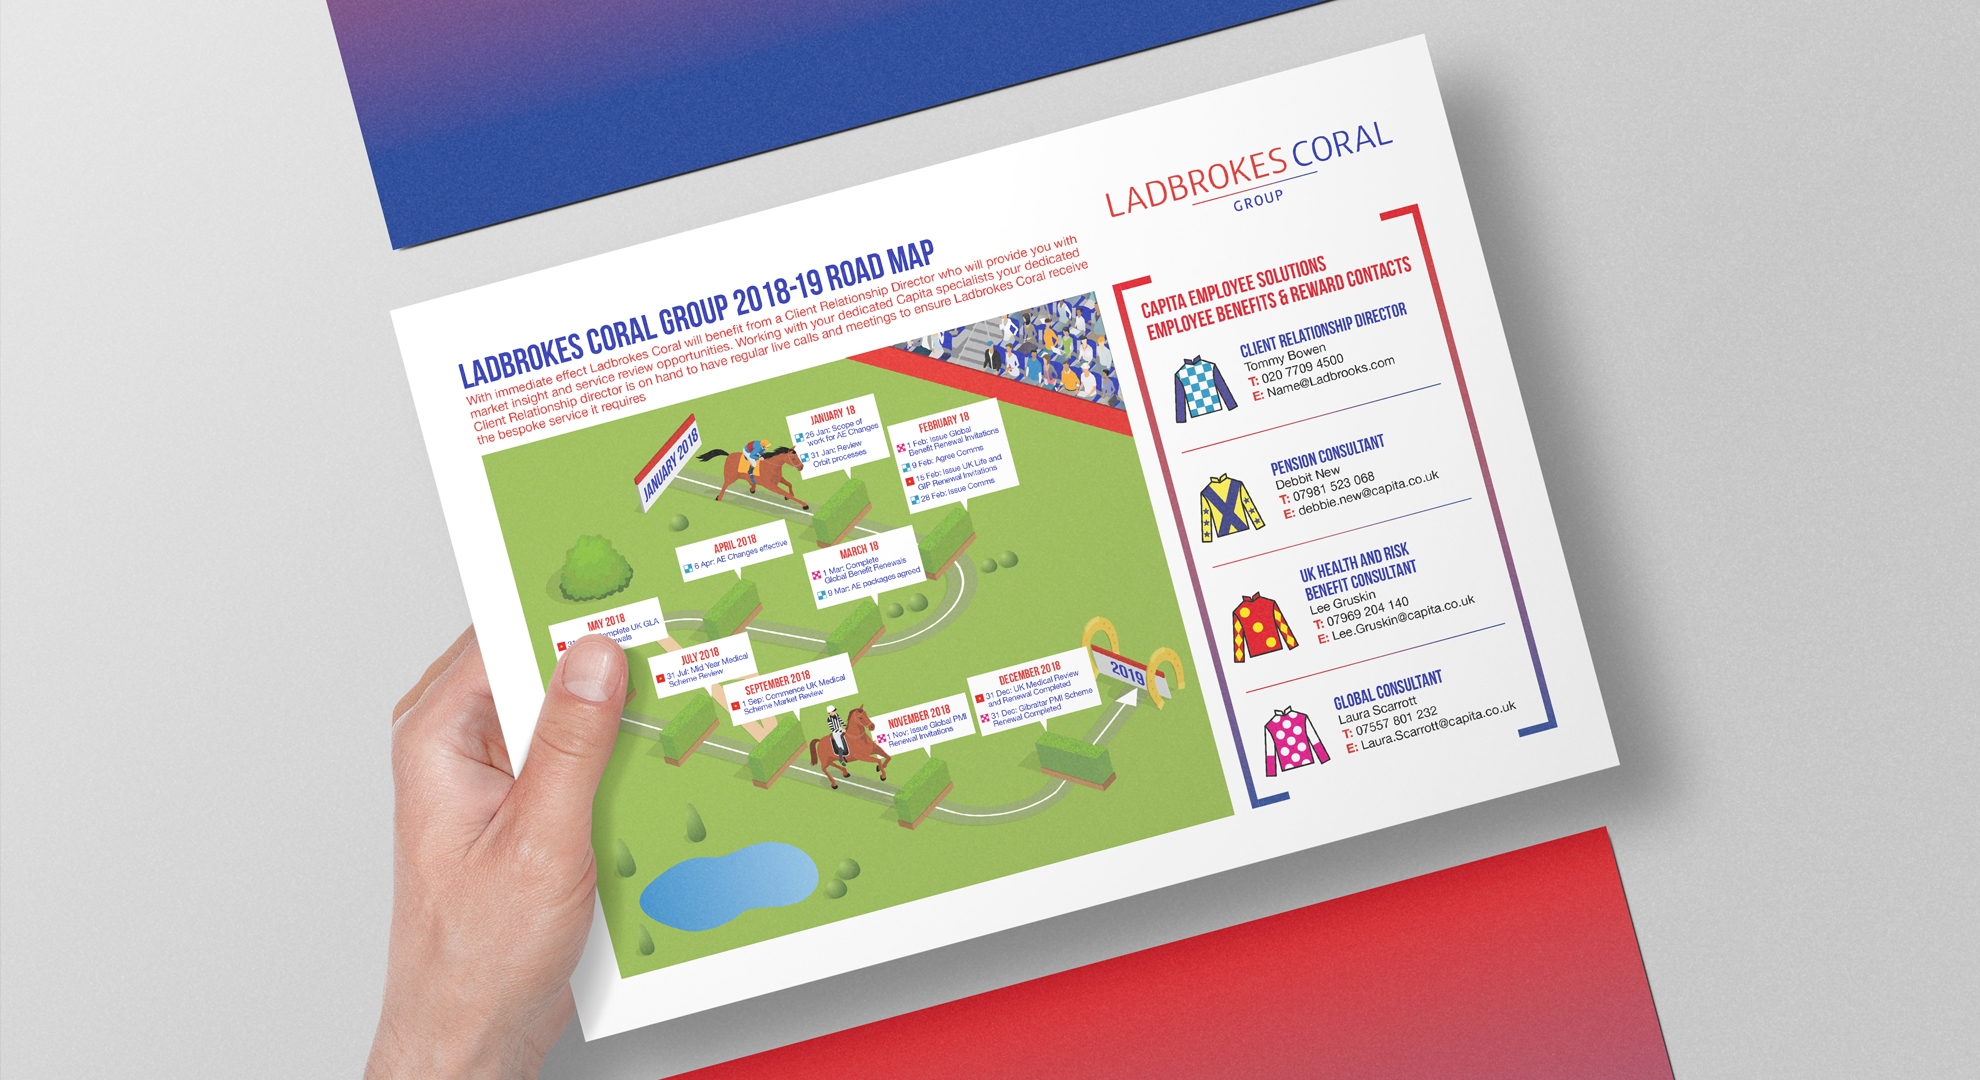 LADBROKES CORAL
GROUP
LADBROKES CORAL GROUP 2018-19 ROAD MAP
With immediate effect Ladbrokes Coral will benefit from a Client Relationship Director who will provide you with
market insight and service review opportunities. Working with your dedicated Capita specialists your dedicated
Client Relationship director is on hand to have regular live calls and meetings to ensure Ladbrokes Coral receive
the bespoke service it requires
JANUARY 2018
JANUARY 18
26 Jan: Scope of
work for AE Changes
31 Jan: Review
Orbit processes
FEBRUARY 18
1 Feb: Issue Global
Benefit Renewal Invitations
9 Feb: Agree Comms
15 Feb: Issue UK Life and
GIP Renewal Invitations
28 Feb: Issue Comms
MARCH 18
1 Mar: Complete
Global Benefit Renewals
9 Mar: AE packages agreed
APRIL 2018
6 Apr: AE Changes effective
MAY 2018
UK GLA
JULY 2018
31 Jul: Mid Year Medical
Scheme Review
SEPTEMBER 2018
1 Sep: Commence UK Medical
Scheme Market Review
NOVEMBER 2018
1 Nov: Issue Global PMI
Renewal Invitations
DECEMBER 2018
31 Dec: UK Medical Review
and Renewal Completed
31 Dec: Gibraltar PMI Scheme
Renewal Completed
2019
CAPITA EMPLOYEE SOLUTIONS
EMPLOYEE BENEFITS & REWARD CONTACTS
CLIENT RELATIONSHIP DIRECTOR
Tommy Bowen
T: 020 7709 4500
E: Name@Ladbrooks.com
PENSION CONSULTANT
Debbit New
T: 07981 523 068
E: debbie.new@capita.co.uk
UK HEALTH AND RISK
BENEFIT CONSULTANT
Lee Gruskin
T: 07969 204 140
E: Lee.Gruskin@capita.co.uk
GLOBAL CONSULTANT
Laura Scarrott
T: 07557 801 232
E: Laura.Scarrott@capita.co.uk